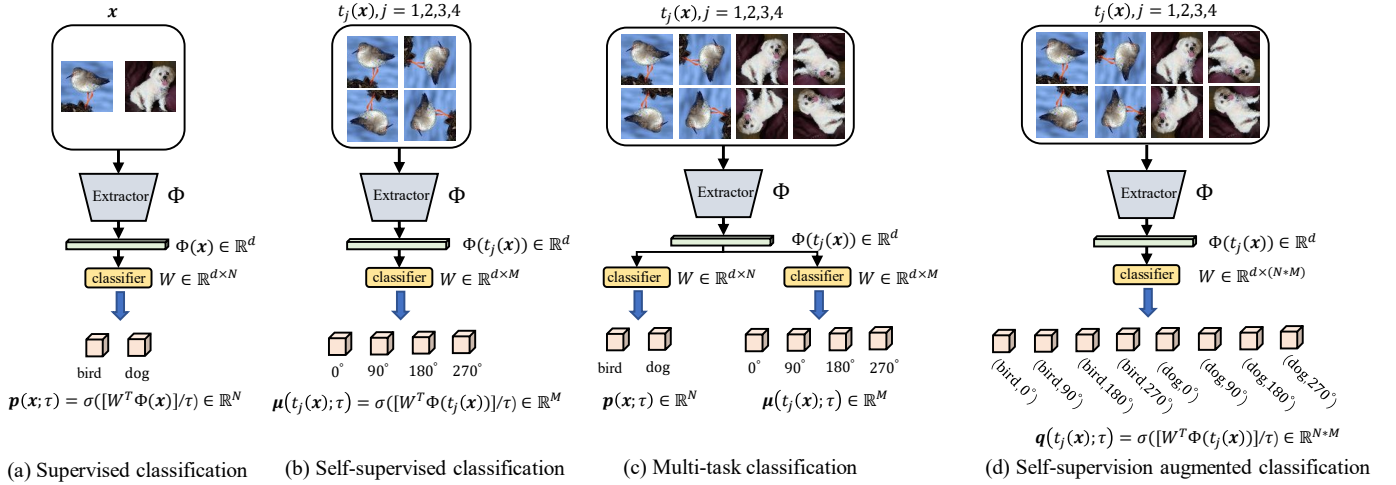 x
Extractor
Φ
Φ(x) ∈ ℝ^d
classifier
W ∈ ℝ^{d×N}
bird
dog
p(x;τ) = σ([W^TΦ(x)]/τ) ∈ ℝ^N
(a) Supervised classification
t_j(x), j = 1,2,3,4
Extractor
Φ
Φ(t_j(x)) ∈ ℝ^d
classifier
W ∈ ℝ^{d×M}
0°
90°
180°
270°
μ(t_j(x);τ) = σ([W^TΦ(t_j(x))]/τ) ∈ ℝ^M
(b) Self-supervised classification
t_j(x), j = 1,2,3,4
Extractor
Φ
Φ(t_j(x)) ∈ ℝ^d
classifier
W ∈ ℝ^{d×N}
classifier
W ∈ ℝ^{d×M}
bird
dog
0°
90°
180°
270°
p(x;τ) ∈ ℝ^N
μ(t_j(x);τ) ∈ ℝ^M
(c) Multi-task classification
t_j(x), j = 1,2,3,4
Extractor
Φ
Φ(t_j(x)) ∈ ℝ^d
classifier
W ∈ ℝ^{d×(N*M)}
(bird,0°)
(bird,90°)
(bird,180°)
(bird,270°)
(dog,0°)
(dog,90°)
(dog,180°)
(dog,270°)
q(t_j(x);τ) = σ([W^TΦ(t_j(x))]/τ) ∈ ℝ^{N*M}
(d) Self-supervision augmented classification